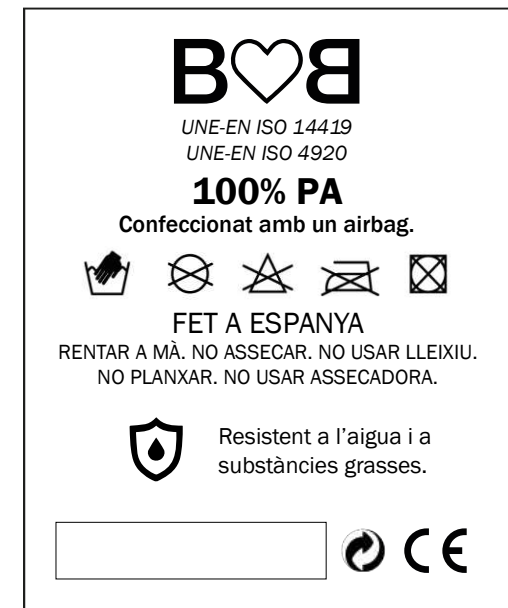 B♡B
UNE-EN ISO 14419
UNE-EN ISO 4920
100% PA
Confeccionat amb un airbag.
FET A ESPANYA
RENTAR A MÀ. NO ASSECAR. NO USAR LLEIXIU.
NO PLANXAR. NO USAR ASSECADORA.
Resistent a l’aigua i a
substàncies grasses.
CE